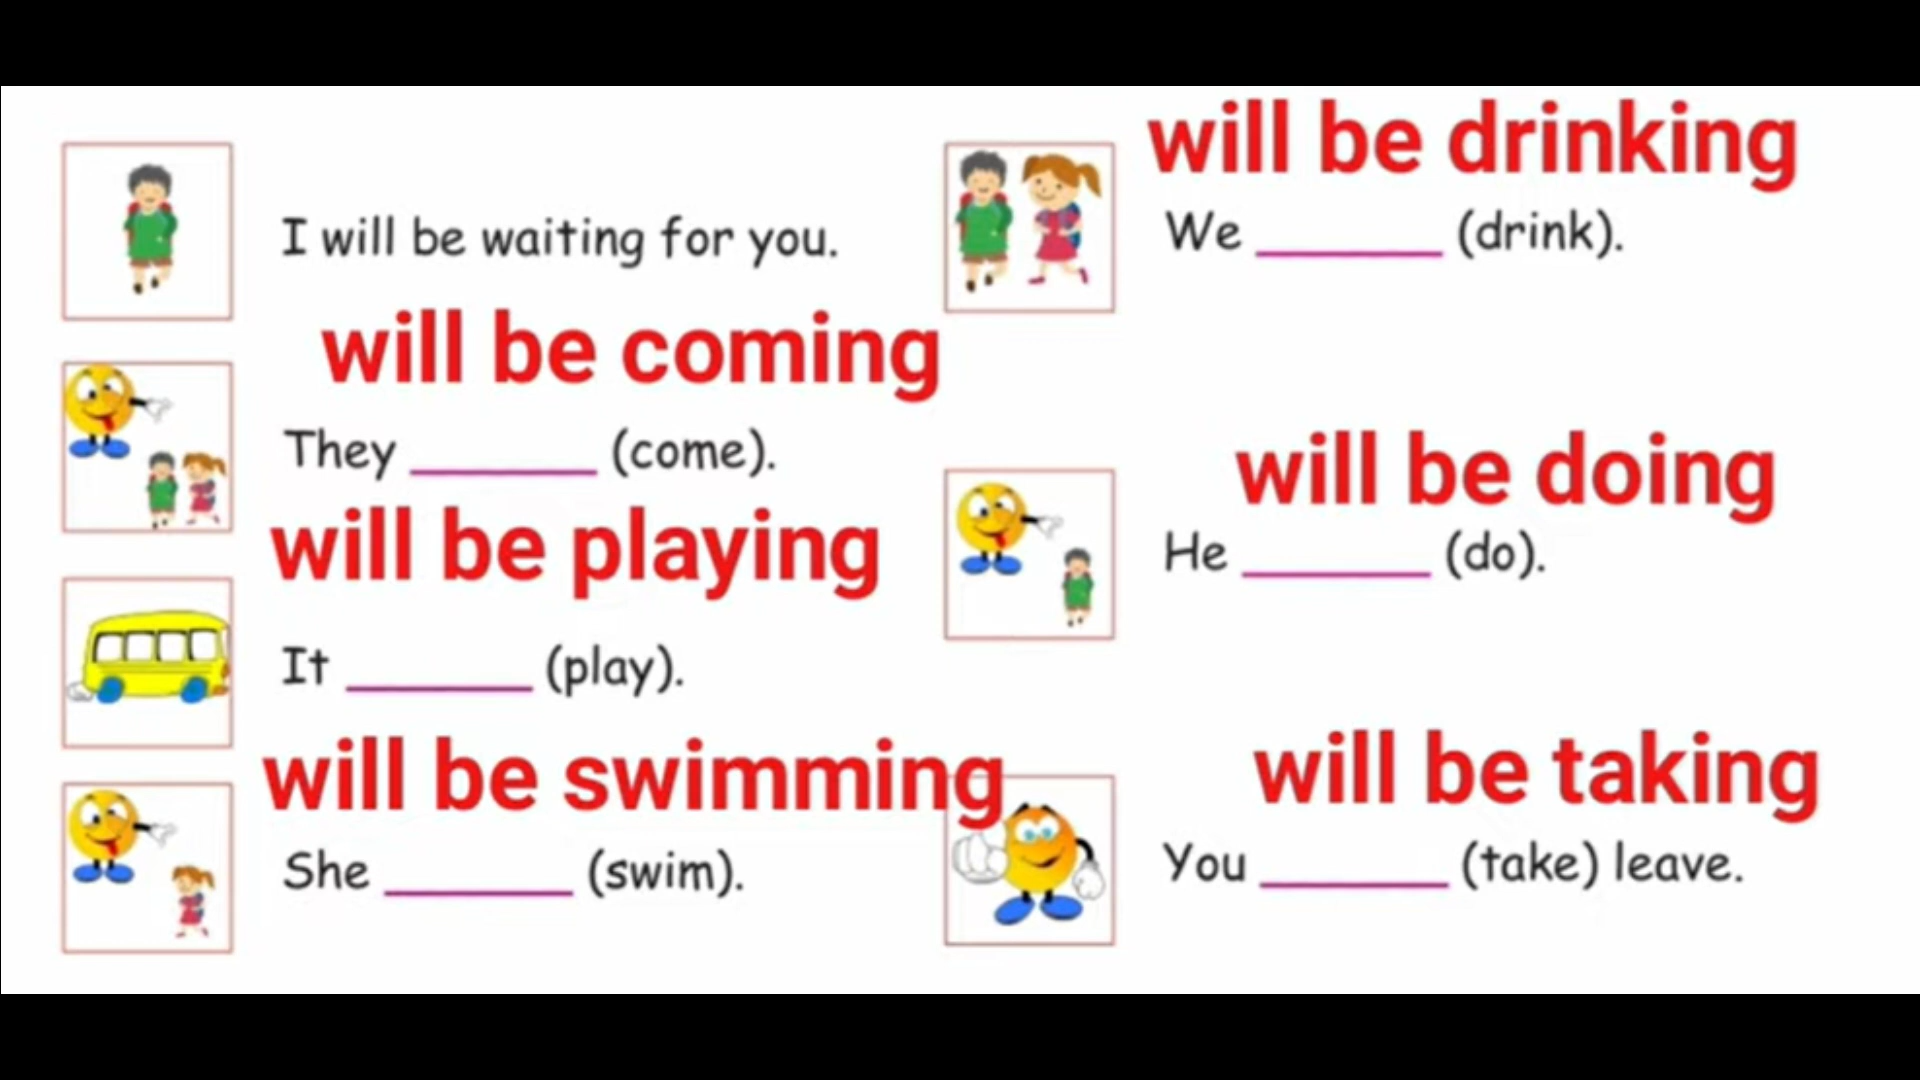 I will be waiting for you.
will be coming
They ______ (come).
will be playing
It ______ (play).
will be swimming
She ______ (swim).
will be drinking
We ______ (drink).
will be doing
He ______ (do).
will be taking
You ______ (take) leave.